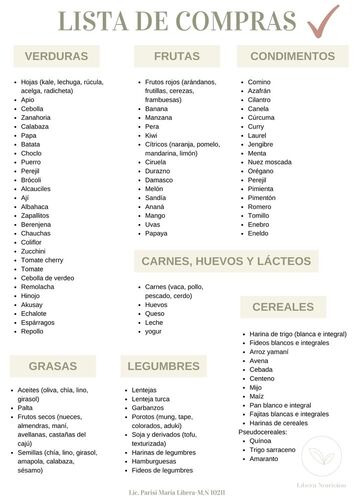 LISTA DE COMPRAS
VERDURAS
Hojas (kale, lechuga, rúcula,
acelga, radicheta)
Apio
Cebolla
Zanahoria
Calabaza
Papa
Batata
Choclo
Puerro
Perejil
Brócoli
Alcauciles
Ají
Albahaca
Zapallitos
Berenjena
Chauchas
Coliflor
Zucchini
Tomate cherry
Tomate
Cebolla de verdeo
Remolacha
Hinojo
Akusay
Echalote
Espárragos
Repollo
FRUTAS
Frutos rojos (arándanos,
frutillas, cerezas,
frambuesas)
Banana
Manzana
Pera
Kiwi
Cítricos (naranja, pomelo,
mandarina, limón)
Ciruela
Durazno
Damasco
Melón
Sandía
Ananá
Mango
Uvas
Papaya
CONDIMENTOS
Comino
Azafrán
Cilantro
Canela
Cúrcuma
Curry
Laurel
Jengibre
Menta
Nuez moscada
Orégano
Perejil
Pimienta
Pimentón
Romero
Tomillo
Enebro
Eneldo
CARNES, HUEVOS Y LÁCTEOS
Carnes (vaca, pollo,
pescado, cerdo)
Huevos
Queso
Leche
yogur
CEREALES
Harina de trigo (blanca e integral)
Fideos blancos e integrales
Arroz yamaní
Avena
Cebada
Centeno
Mijo
Maíz
Pan blanco e integral
Fajitas blancas e integrales
Harinas de cereales
Pseudocereales:
Quínoa
Trigo sarraceno
Amaranto
GRASAS
Aceites (oliva, chía, lino,
girasol)
Palta
Frutos secos (nueces,
almendras, maní,
avellanas, castañas del
cajú)
Semillas (chía, lino, girasol,
amapola, calabaza,
sésamo)
LEGUMBRES
Lentejas
Lenteja turca
Garbanzos
Porotos (mung, tape,
colorados, aduki)
Soja y derivados (tofu,
texturizada)
Harinas de legumbres
Hamburguesas
Fideos de legumbres
Libera Nutrición
Lic. Parisi María Libera-M.N 10211